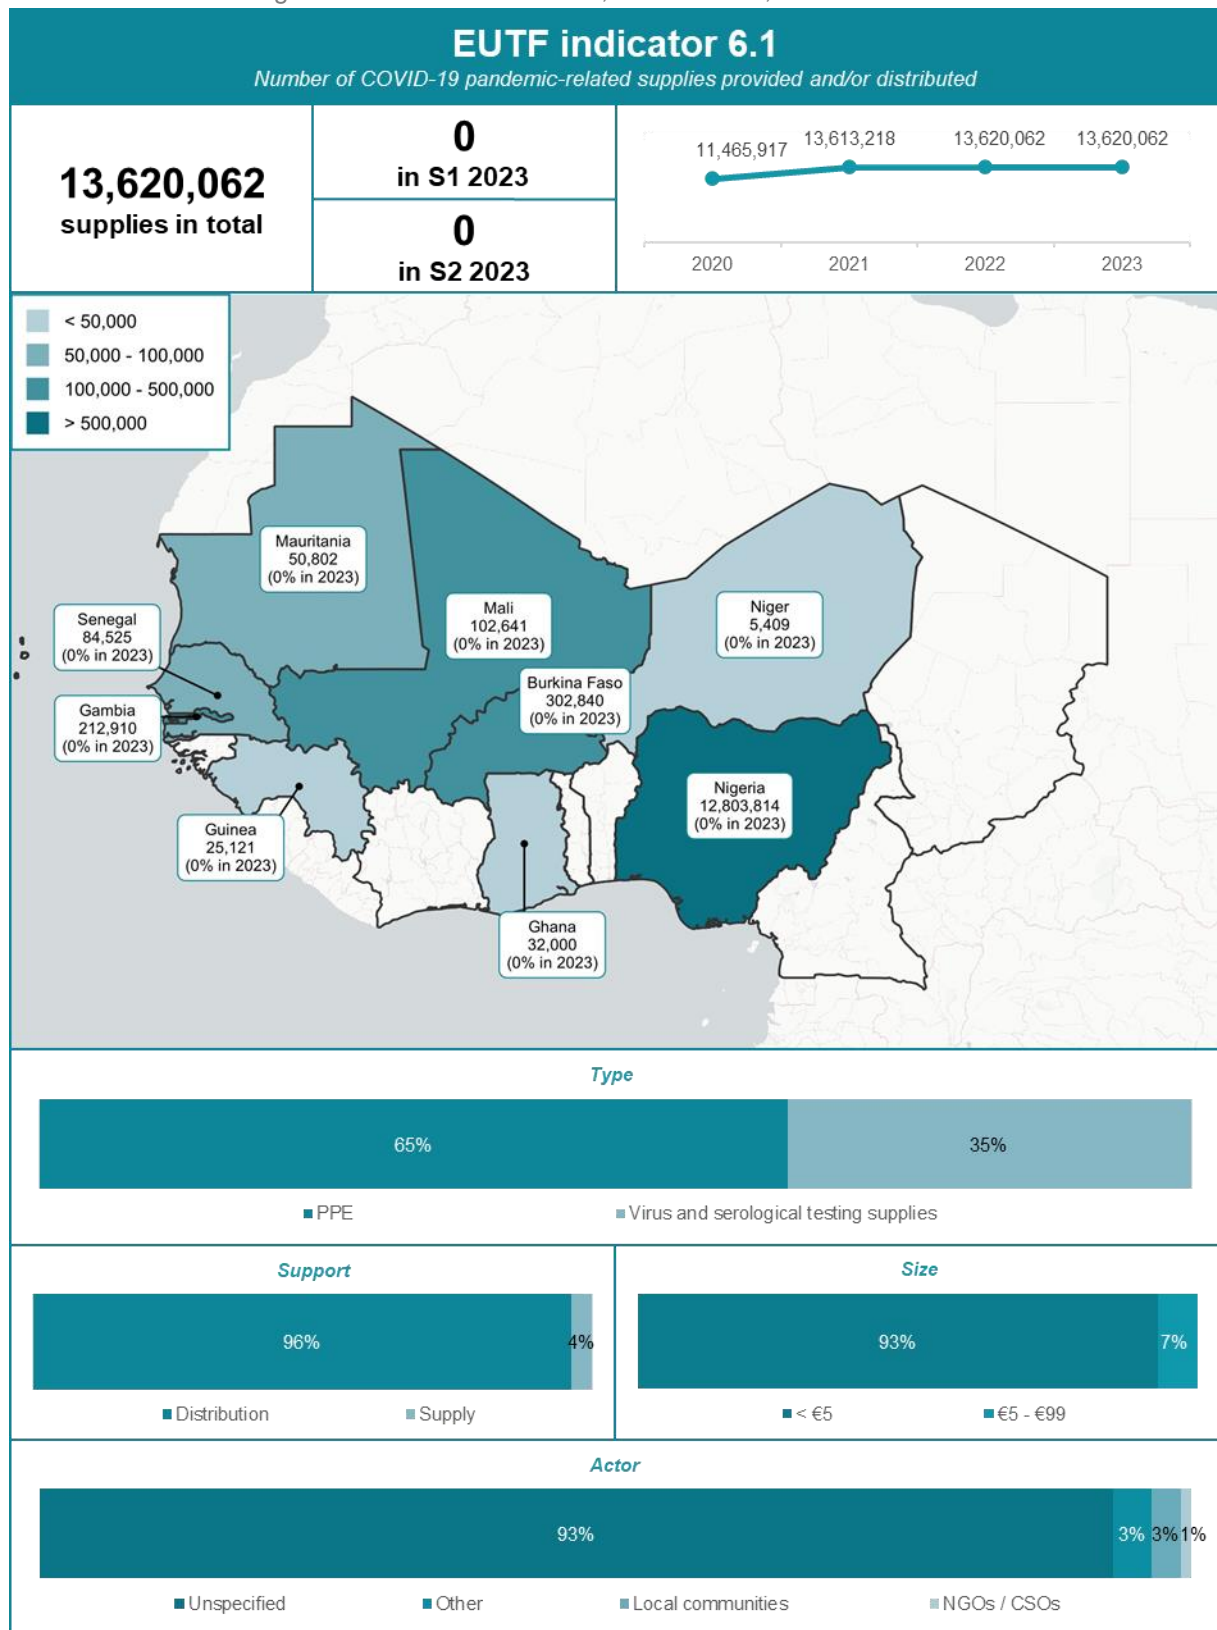 EUTF indicator 6.1
Number of COVID-19 pandemic-related supplies provided and/or distributed
13,620,062
supplies in total
0
in S1 2023
0
in S2 2023
11,465,917
13,613,218
13,620,062
13,620,062
2020
2021
2022
2023
< 50,000
50,000 - 100,000
100,000 - 500,000
> 500,000
Mauritania
50,802
(0% in 2023)
Mali
102,641
(0% in 2023)
Niger
5,409
(0% in 2023)
Senegal
84,525
(0% in 2023)
Burkina Faso
302,840
(0% in 2023)
Gambia
212,910
(0% in 2023)
Nigeria
12,803,814
(0% in 2023)
Guinea
25,121
(0% in 2023)
Ghana
32,000
(0% in 2023)
Type
65%
35%
PPE
Virus and serological testing supplies
Support
96%
4%
Distribution
Supply
Size
93%
7%
< €5
€5 - €99
Actor
93%
3%
3%
1%
Unspecified
Other
Local communities
NGOs / CSOs